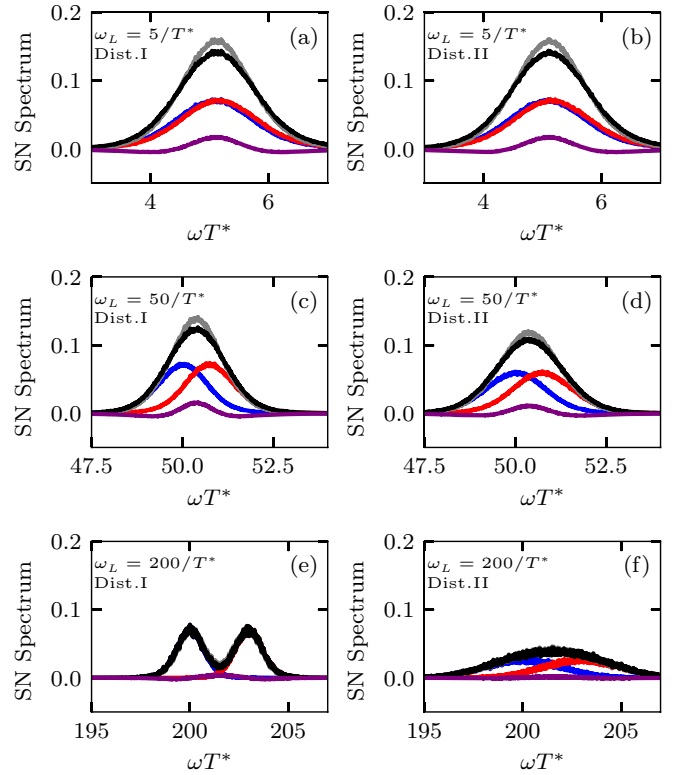 0.2
0.1
0.0
SN Spectrum
ω_L = 5/T*
Dist.I
(a)
4
6
ωT*
0.2
0.1
0.0
SN Spectrum
ω_L = 5/T*
Dist.II
(b)
4
6
ωT*
0.2
0.1
0.0
SN Spectrum
ω_L = 50/T*
Dist.I
(c)
47.5
50.0
52.5
ωT*
0.2
0.1
0.0
SN Spectrum
ω_L = 50/T*
Dist.II
(d)
47.5
50.0
52.5
ωT*
0.2
0.1
0.0
SN Spectrum
ω_L = 200/T*
Dist.I
(e)
195
200
205
ωT*
0.2
0.1
0.0
SN Spectrum
ω_L = 200/T*
Dist.II
(f)
195
200
205
ωT*